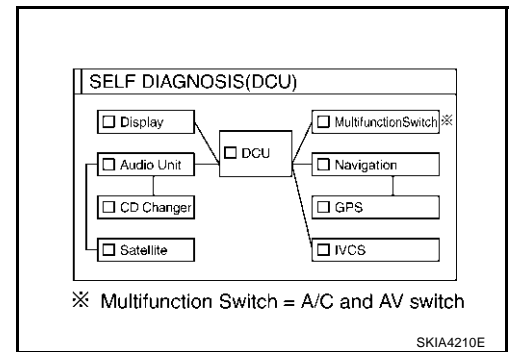 SELF DIAGNOSIS(DCU)
Display
MultifunctionSwitch※
DCU
Audio Unit
Navigation
CD Changer
GPS
Satellite
IVCS
※ Multifunction Switch = A/C and AV switch
SKIA4210E